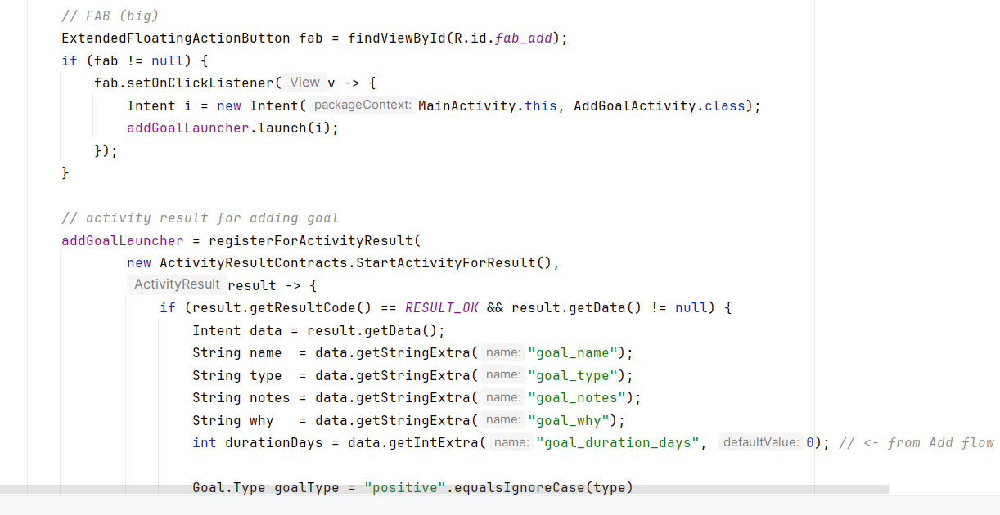 // FAB (big)
ExtendedFloatingActionButton fab = findViewById(R.id.fab_add);
if (fab != null) {
    fab.setOnClickListener( View v -> {
        Intent i = new Intent( packageContext: MainActivity.this, AddGoalActivity.class);
        addGoalLauncher.launch(i);
    });
}

// activity result for adding goal
addGoalLauncher = registerForActivityResult(
        new ActivityResultContracts.StartActivityForResult(),
        ActivityResult result -> {
            if (result.getResultCode() == RESULT_OK && result.getData() != null) {
                Intent data = result.getData();
                String name  = data.getStringExtra( name: "goal_name");
                String type  = data.getStringExtra( name: "goal_type");
                String notes = data.getStringExtra( name: "goal_notes");
                String why   = data.getStringExtra( name: "goal_why");
                int durationDays = data.getIntExtra( name: "goal_duration_days", defaultValue: 0); // <- from Add flow

                Goal.Type goalType = "positive".equalsIgnoreCase(type)